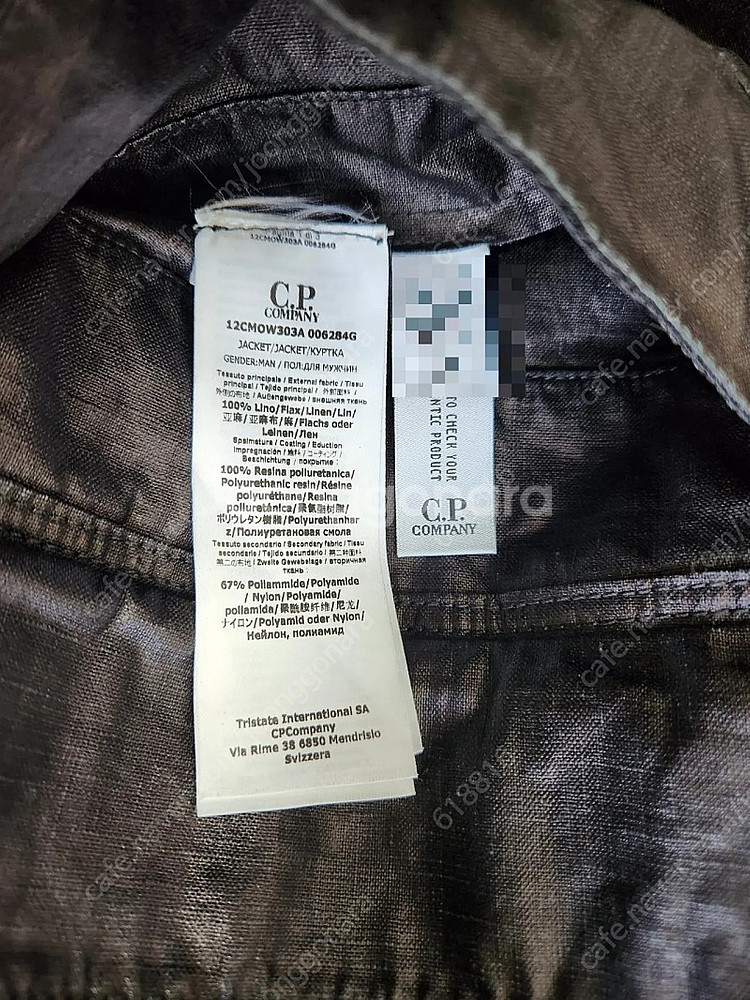 Pagina 1 di 3
12CMOW303A 006284G
C.P.
COMPANY
12CMOW303A 006284G
JACKET/JACKET/КУРТКА
GENDER:MAN / ПОЛ:ДЛЯ МУЖЧИН
Tessuto principale / External fabric / Tissu
principal / Tejido principal / 外部面料 /
外側の布地 / Außengewebe / внешняя ткань
100% Lino/Flax/Linen/Lin/
亚麻/亚麻布/麻/Flachs oder
Leinen/Лен
Spalmatura / Coating / Enduction
Impregnación / 涂料 / コーティング /
Beschichtung / покрытие :
100% Resina poliuretanica/
Polyurethanic resin/Résine
polyuréthane/Resina
poliuretánica/聚氨酯树脂/
ポリウレタン樹脂/Polyurethanhar
z/Полиуретановая смола
Tessuto secondario / Secondary fabric / Tissu
secondaire / Tejido secundario / 第二种面料
第二の布地 / Zweite Gewebelage / вторичная
ткань :
67% Poliammide/Polyamide
/ Nylon/Polyamide/
poliamida/聚酰胺纤维/尼龙/
ナイロン/Polyamid oder Nylon/
Нейлон, полиамид
Tristate International SA
CPCompany
Via Rime 38 6850 Mendrisio
Svizzera
TO CHECK YOUR
NTIC PRODUCT
C.P.
COMPANY
joonggonara